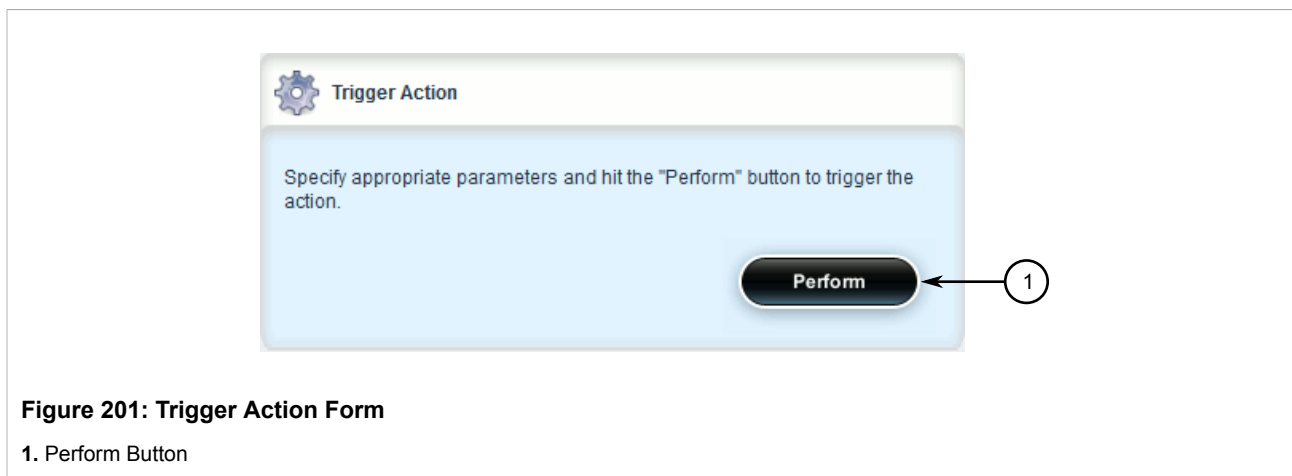 Trigger Action
Specify appropriate parameters and hit the "Perform" button to trigger the
action.
Perform
1
Figure 201: Trigger Action Form
1. Perform Button